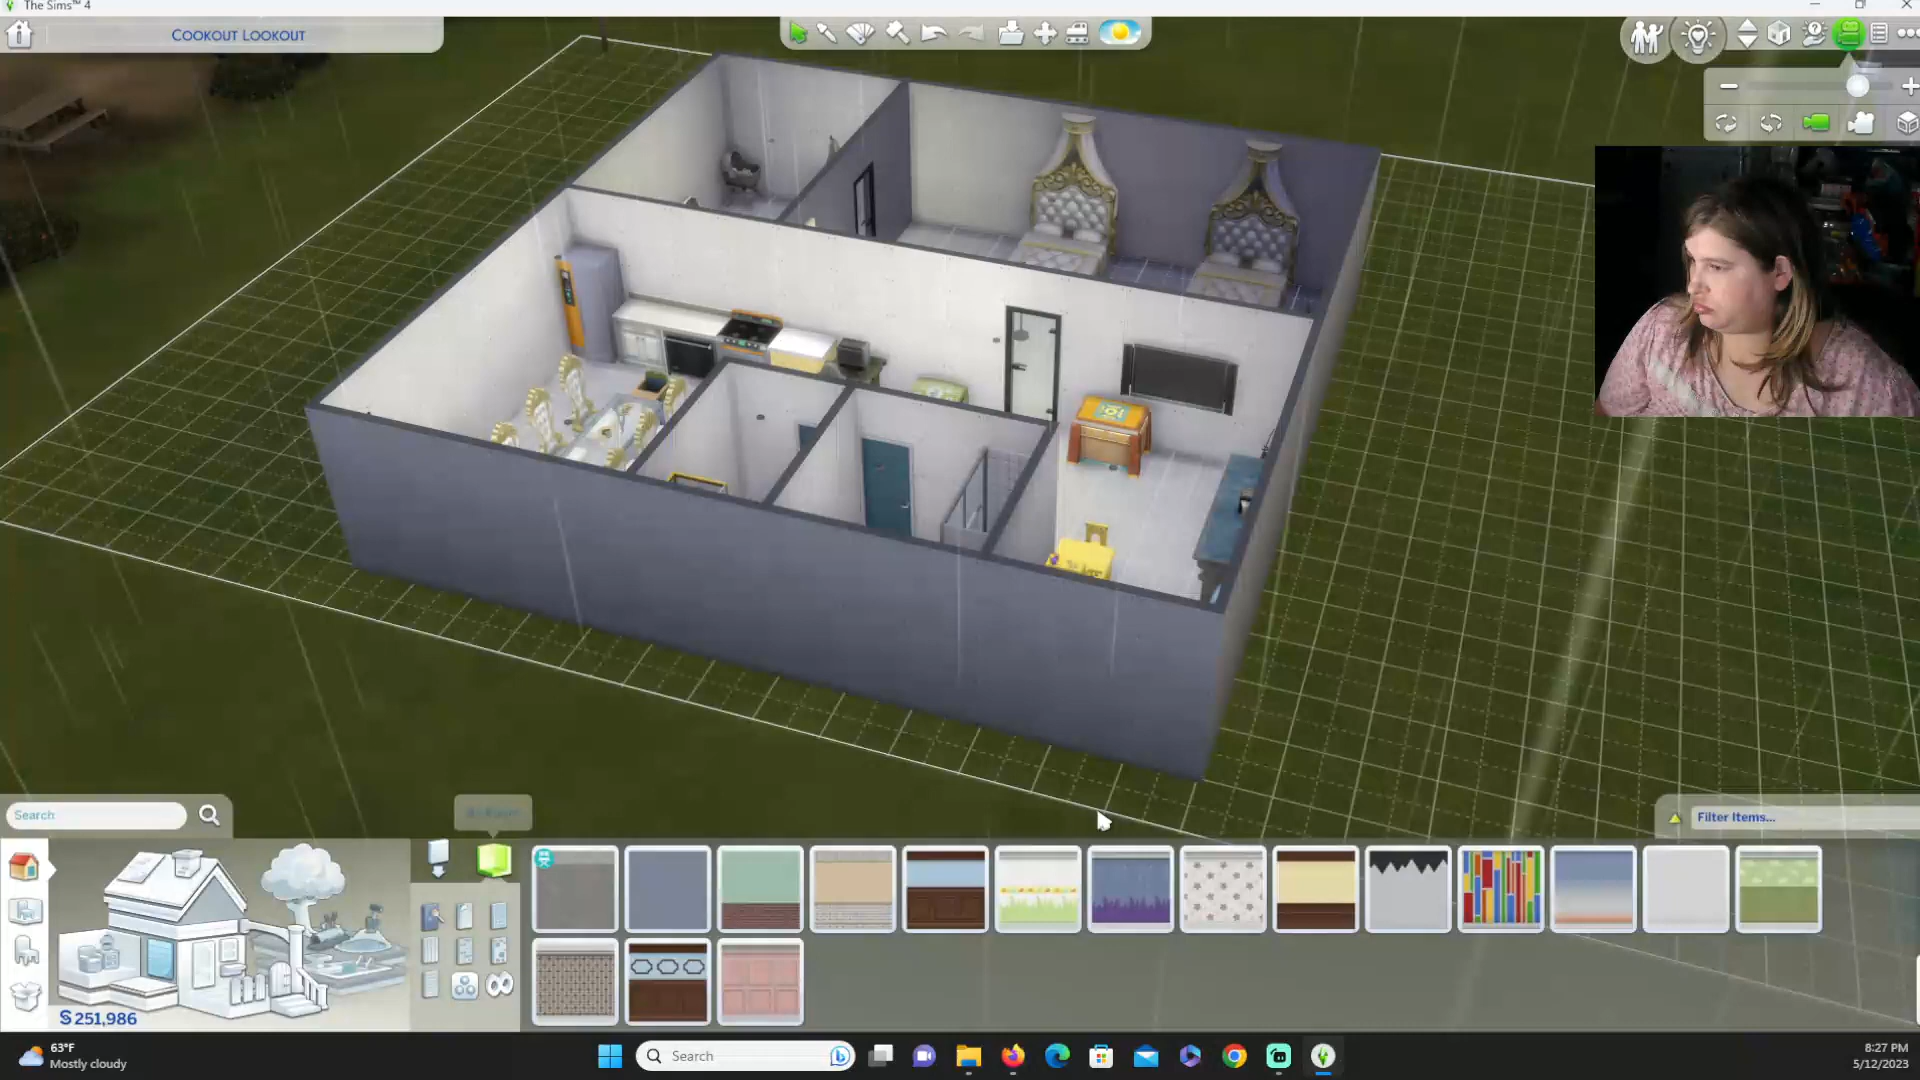 The Sims™ 4
COOKOUT LOOKOUT
Search
Filter Items...
§251,986
63°F
Mostly cloudy
Search
8:27 PM
5/12/2023